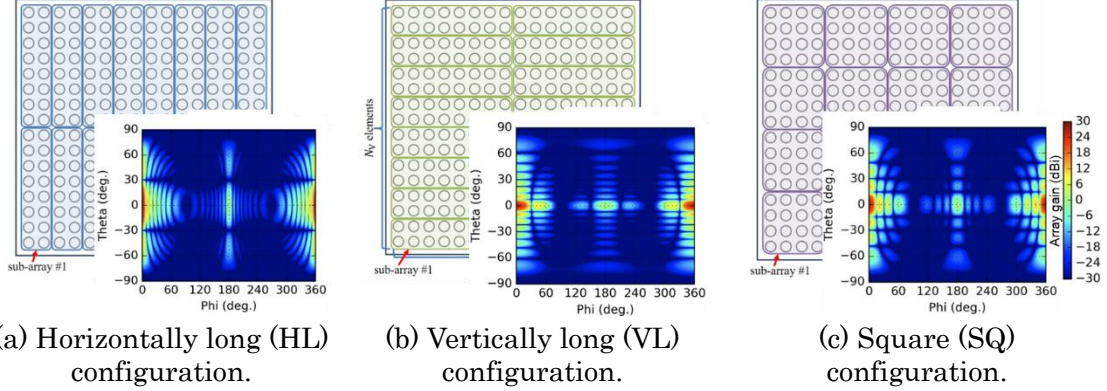 N_V elements
sub-array #1
90
60
30
0
−30
−60
−90
Theta (deg.)
0 60 120 180 240 300 360
Phi (deg.)
(a) Horizontally long (HL)
configuration.
sub-array #1
90
60
30
0
−30
−60
−90
Theta (deg.)
0 60 120 180 240 300 360
Phi (deg.)
(b) Vertically long (VL)
configuration.
sub-array #1
90
60
30
0
−30
−60
−90
Theta (deg.)
0 60 120 180 240 300 360
Phi (deg.)
30
24
18
12
6
0
−6
−12
−18
−24
−30
Array gain (dBi)
(c) Square (SQ)
configuration.